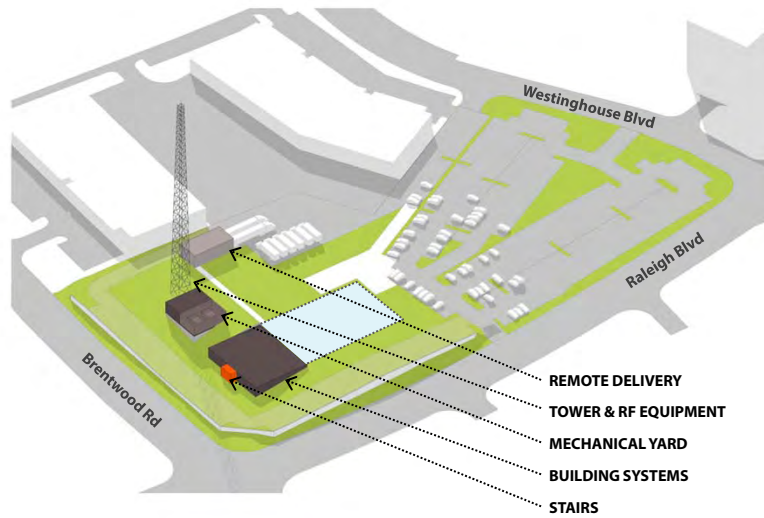 Westinghouse Blvd
Raleigh Blvd
Brentwood Rd
REMOTE DELIVERY
TOWER & RF EQUIPMENT
MECHANICAL YARD
BUILDING SYSTEMS
STAIRS